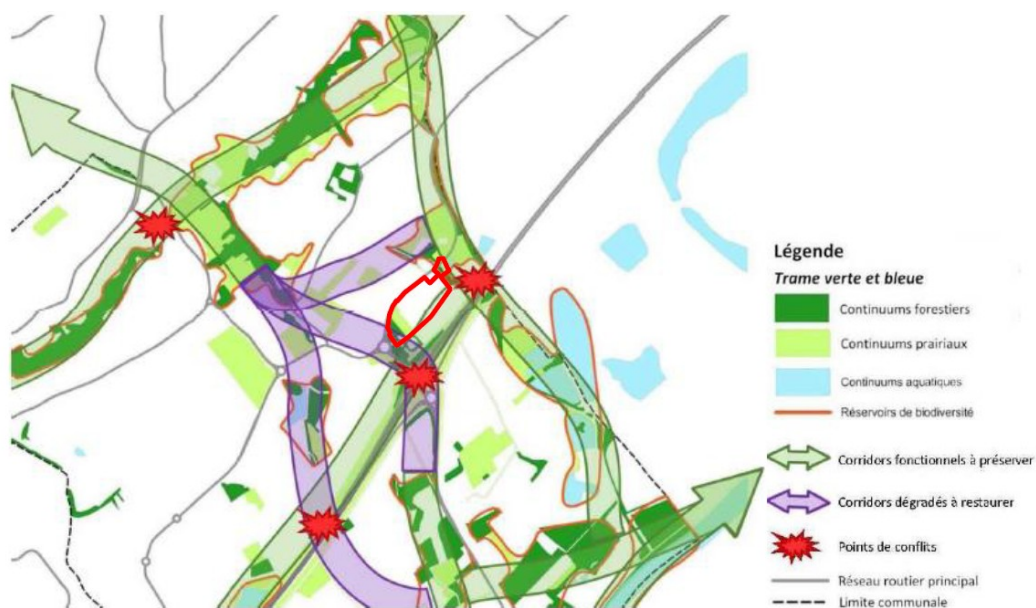 Légende
Trame verte et bleue
Continuums forestiers
Continuums prairiaux
Continuums aquatiques
Réservoirs de biodiversité
Corridors fonctionnels à préserver
Corridors dégradés à restaurer
Points de conflits
Réseau routier principal
Limite communale